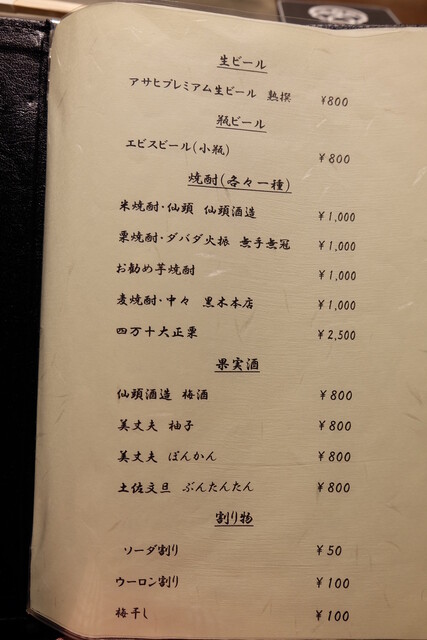 生ビール
アサヒプレミアム生ビール 熟撰 ¥800
瓶ビール
エビスビール(小瓶) ¥800
焼酎(各々一種)
米焼酎・仙頭 仙頭酒造 ¥1,000
栗焼酎・ダバダ火振 無手無冠 ¥1,000
お勧め芋焼酎 ¥1,000
麦焼酎・中々 黒木本店 ¥1,000
四万十大正栗 ¥2,500
果実酒
仙頭酒造 梅酒 ¥800
美丈夫 柚子 ¥800
美丈夫 ぽんかん ¥800
土佐文旦 ぶんたんたん ¥800
割り物
ソーダ割り ¥50
ウーロン割り ¥100
梅干し ¥100